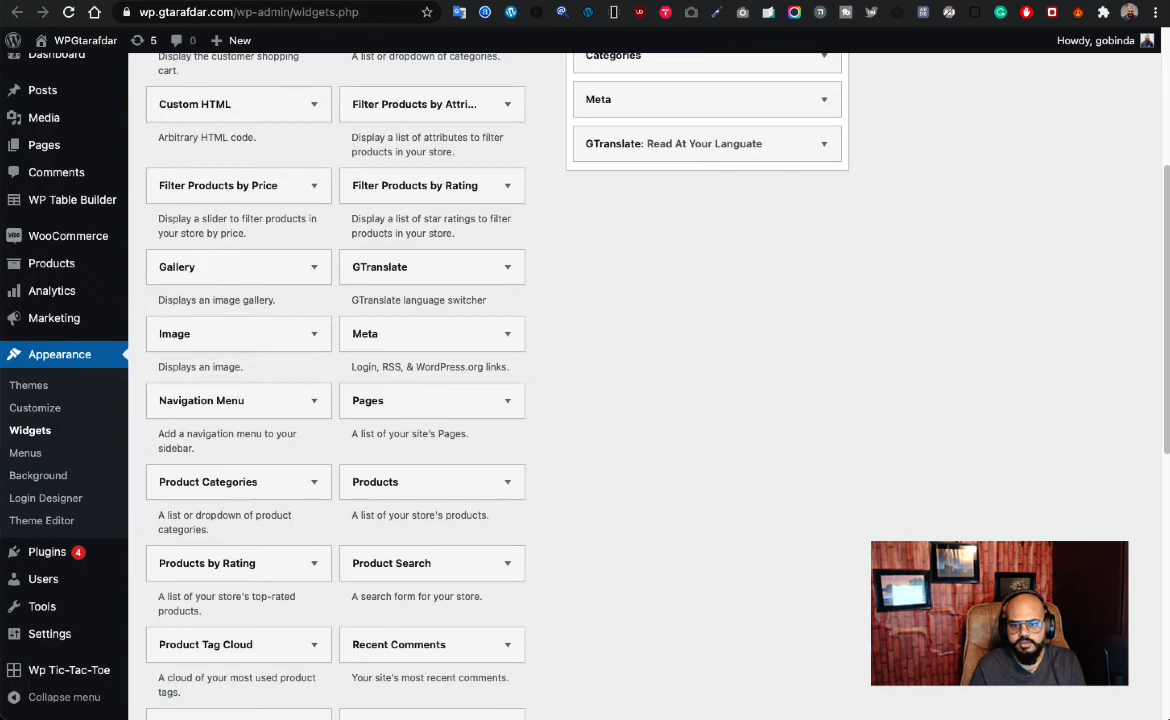 wp.gtarafdar.com/wp-admin/widgets.php
WPGtarafdar
5
0
New
Howdy, gobinda
Dashboard
Posts
Media
Pages
Comments
WP Table Builder
WooCommerce
Products
Analytics
Marketing
Appearance
Themes
Customize
Widgets
Menus
Background
Login Designer
Theme Editor
Plugins 4
Users
Tools
Settings
Wp Tic-Tac-Toe
Collapse menu
Display the customer shopping
cart.
A list or dropdown of categories.
Custom HTML
Arbitrary HTML code.
Filter Products by Attri...
Display a list of attributes to filter
products in your store.
Filter Products by Price
Display a slider to filter products in
your store by price.
Filter Products by Rating
Display a list of star ratings to filter
products in your store.
Gallery
Displays an image gallery.
GTranslate
GTranslate language switcher
Image
Displays an image.
Meta
Login, RSS, & WordPress.org links.
Navigation Menu
Add a navigation menu to your
sidebar.
Pages
A list of your site's Pages.
Product Categories
A list or dropdown of product
categories.
Products
A list of your store's products.
Products by Rating
A list of your store's top-rated
products.
Product Search
A search form for your store.
Product Tag Cloud
A cloud of your most used product
tags.
Recent Comments
Your site's most recent comments.
Categories
Meta
GTranslate: Read At Your Languate